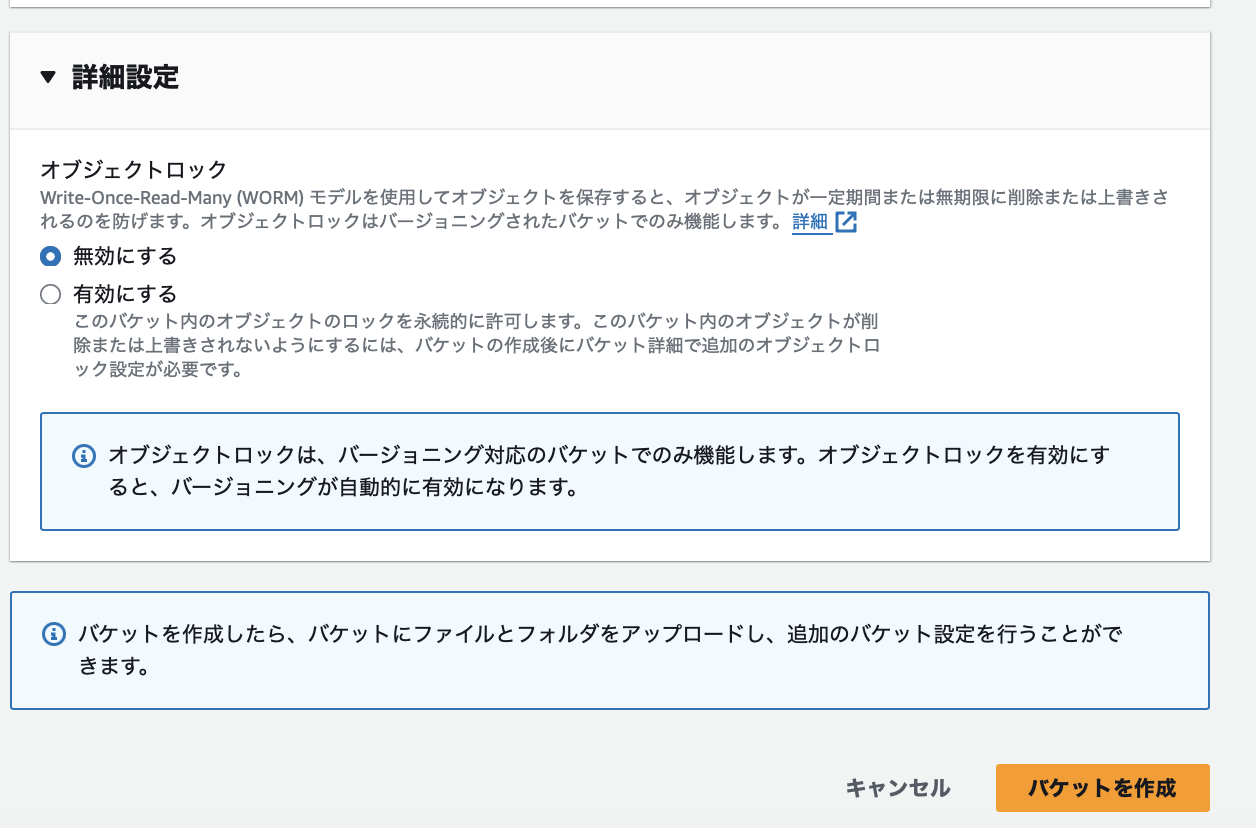 詳細設定
オブジェクトロック
Write-Once-Read-Many (WORM) モデルを使用してオブジェクトを保存すると、オブジェクトが一定期間または無期限に削除または上書きさ
れるのを防げます。オブジェクトロックはバージョニングされたバケットでのみ機能します。詳細
無効にする
有効にする
このバケット内のオブジェクトのロックを永続的に許可します。このバケット内のオブジェクトが削
除または上書きされないようにするには、バケットの作成後にバケット詳細で追加のオブジェクトロ
ック設定が必要です。
オブジェクトロックは、バージョニング対応のバケットでのみ機能します。オブジェクトロックを有効にす
ると、バージョニングが自動的に有効になります。
バケットを作成したら、バケットにファイルとフォルダをアップロードし、追加のバケット設定を行うことがで
きます。
キャンセル
バケットを作成